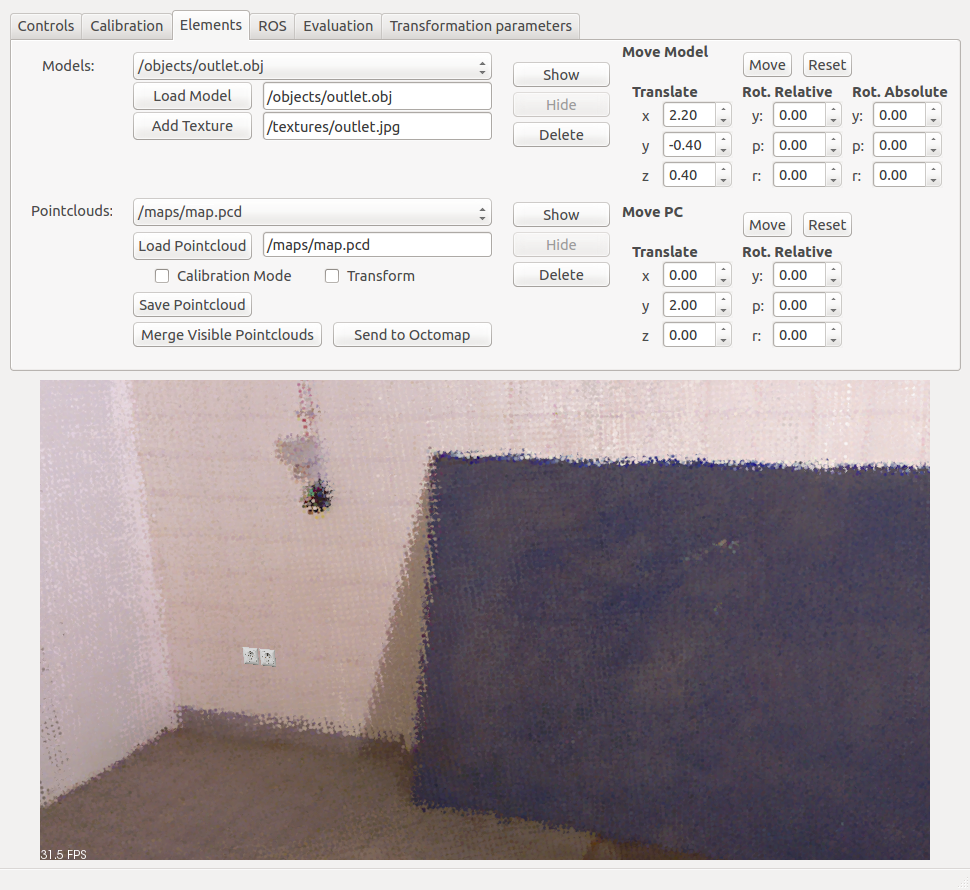 Controls Calibration Elements ROS Evaluation Transformation parameters
Models: /objects/outlet.obj
Load Model /objects/outlet.obj
Add Texture /textures/outlet.jpg
Show
Hide
Delete
Move Model Move Reset
Translate Rot. Relative Rot. Absolute
x 2.20 y: 0.00 y: 0.00
y -0.40 p: 0.00 p: 0.00
z 0.40 r: 0.00 r: 0.00
Pointclouds: /maps/map.pcd
Load Pointcloud /maps/map.pcd
Calibration Mode Transform
Save Pointcloud
Merge Visible Pointclouds Send to Octomap
Show
Hide
Delete
Move PC Move Reset
Translate Rot. Relative
x 0.00 y: 0.00
y 2.00 p: 0.00
z 0.00 r: 0.00
31.5 FPS